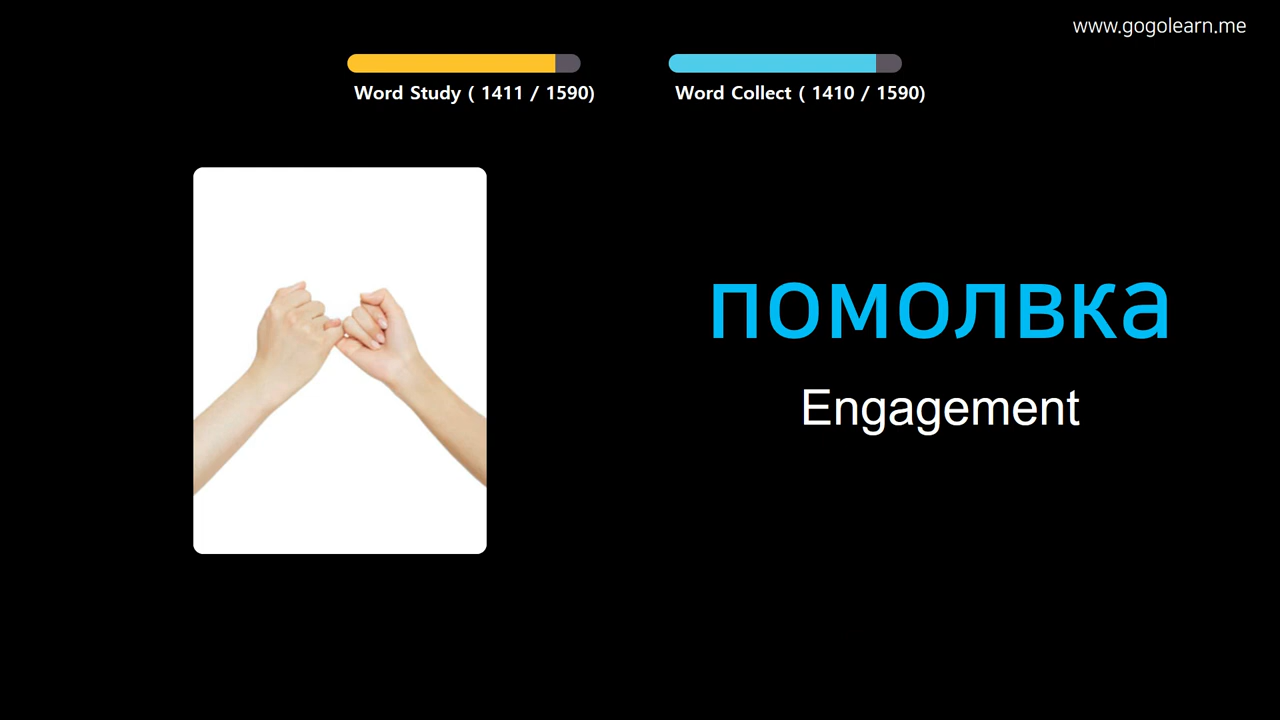 www.gogolearn.me
Word Study ( 1411 / 1590)
Word Collect ( 1410 / 1590)
помолвка
Engagement